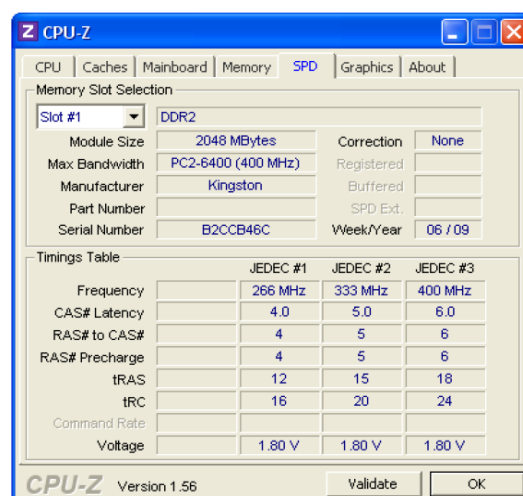 Z CPU-Z
CPU Caches Mainboard Memory SPD Graphics About
Memory Slot Selection
Slot #1 DDR2
Module Size 2048 MBytes Correction None
Max Bandwidth PC2-6400 (400 MHz) Registered
Manufacturer Kingston Buffered
Part Number SPD Ext.
Serial Number B2CCB46C Week/Year 06 / 09
Timings Table
JEDEC #1 JEDEC #2 JEDEC #3
Frequency 266 MHz 333 MHz 400 MHz
CAS# Latency 4.0 5.0 6.0
RAS# to CAS# 4 5 6
RAS# Precharge 4 5 6
tRAS 12 15 18
tRC 16 20 24
Command Rate
Voltage 1.80 V 1.80 V 1.80 V
CPU-Z Version 1.56 Validate OK